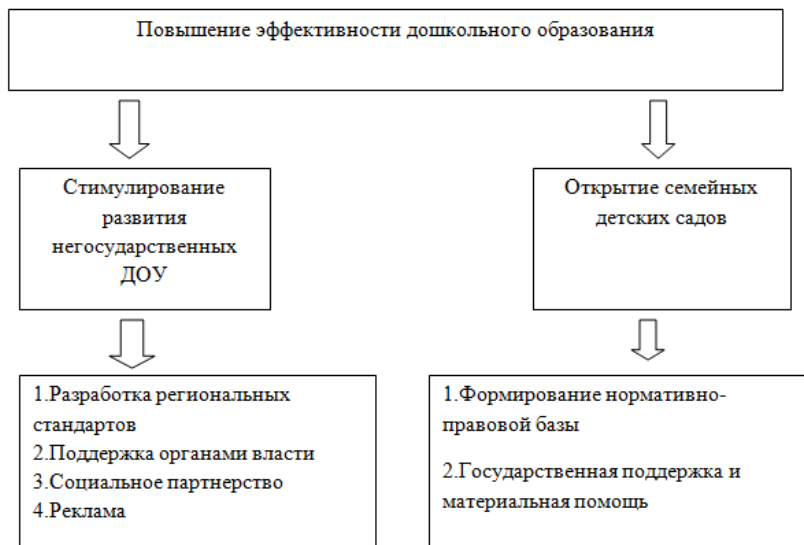 Повышение эффективности дошкольного образования
Стимулирование
развития
негосударственных
ДОУ
Открытие семейных
детских садов
1.Разработка региональных
стандартов
2.Поддержка органами власти
3.Социальное партнерство
4.Реклама
1.Формирование нормативно-
правовой базы
2.Государственная поддержка и
материальная помощь